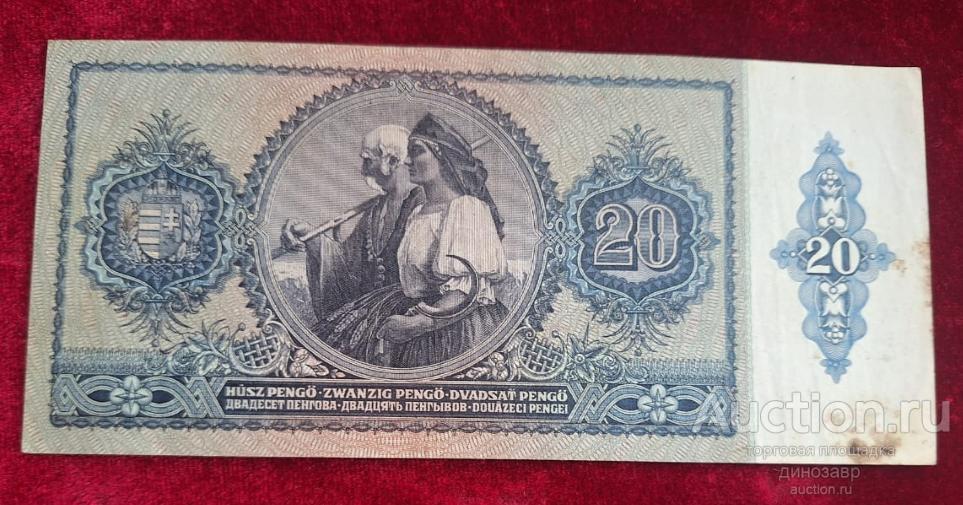 20
20
HÚSZ PENGŐ · ZWANZIG PENGŐ · DVADSAŤ PENGŐ
ДВАДЕСЕТ ПЕНГОВА · ДВАДЦЯТЬ ПЕНГЫВОВ · DOUĂZECI PENGEI
Auction.ru
торговая площадка
динозавр
auction.ru